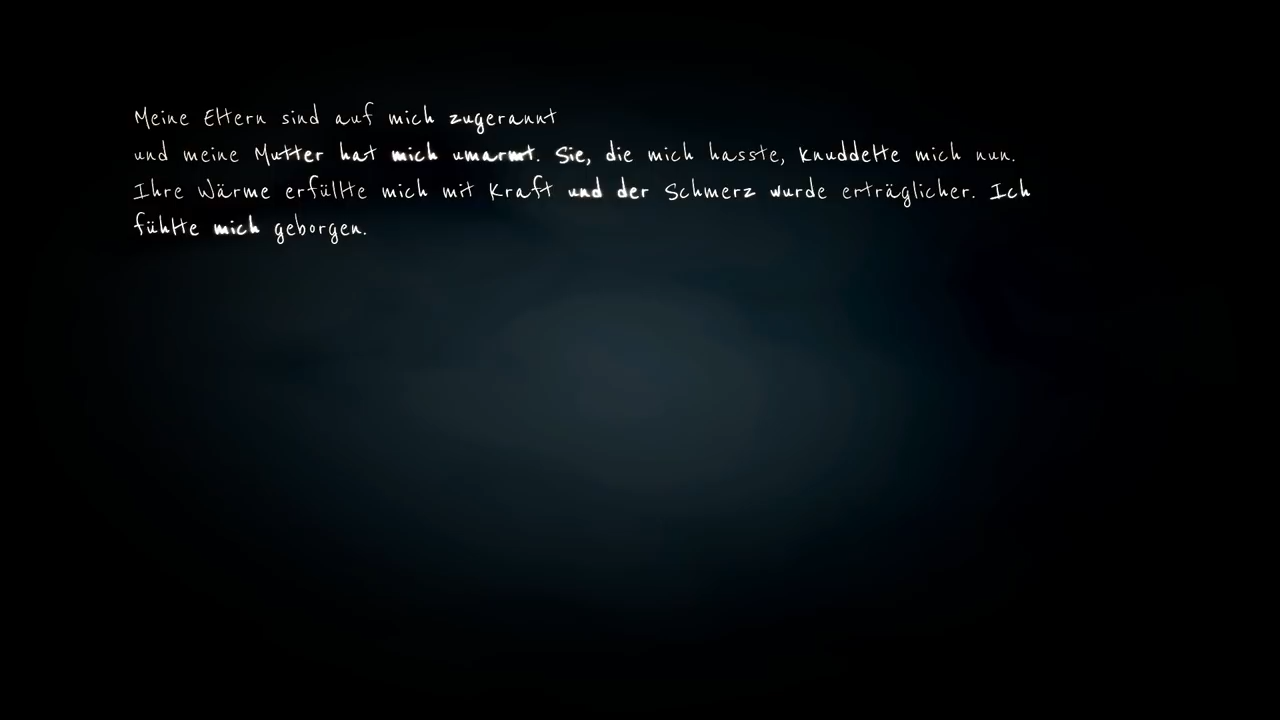 Meine Eltern sind auf mich zugerannt
und meine Mutter hat mich umarmt. Sie, die mich hasste, knuddelte mich nun.
Ihre Wärme erfüllte mich mit Kraft und der Schmerz wurde erträglicher. Ich
fühlte mich geborgen.